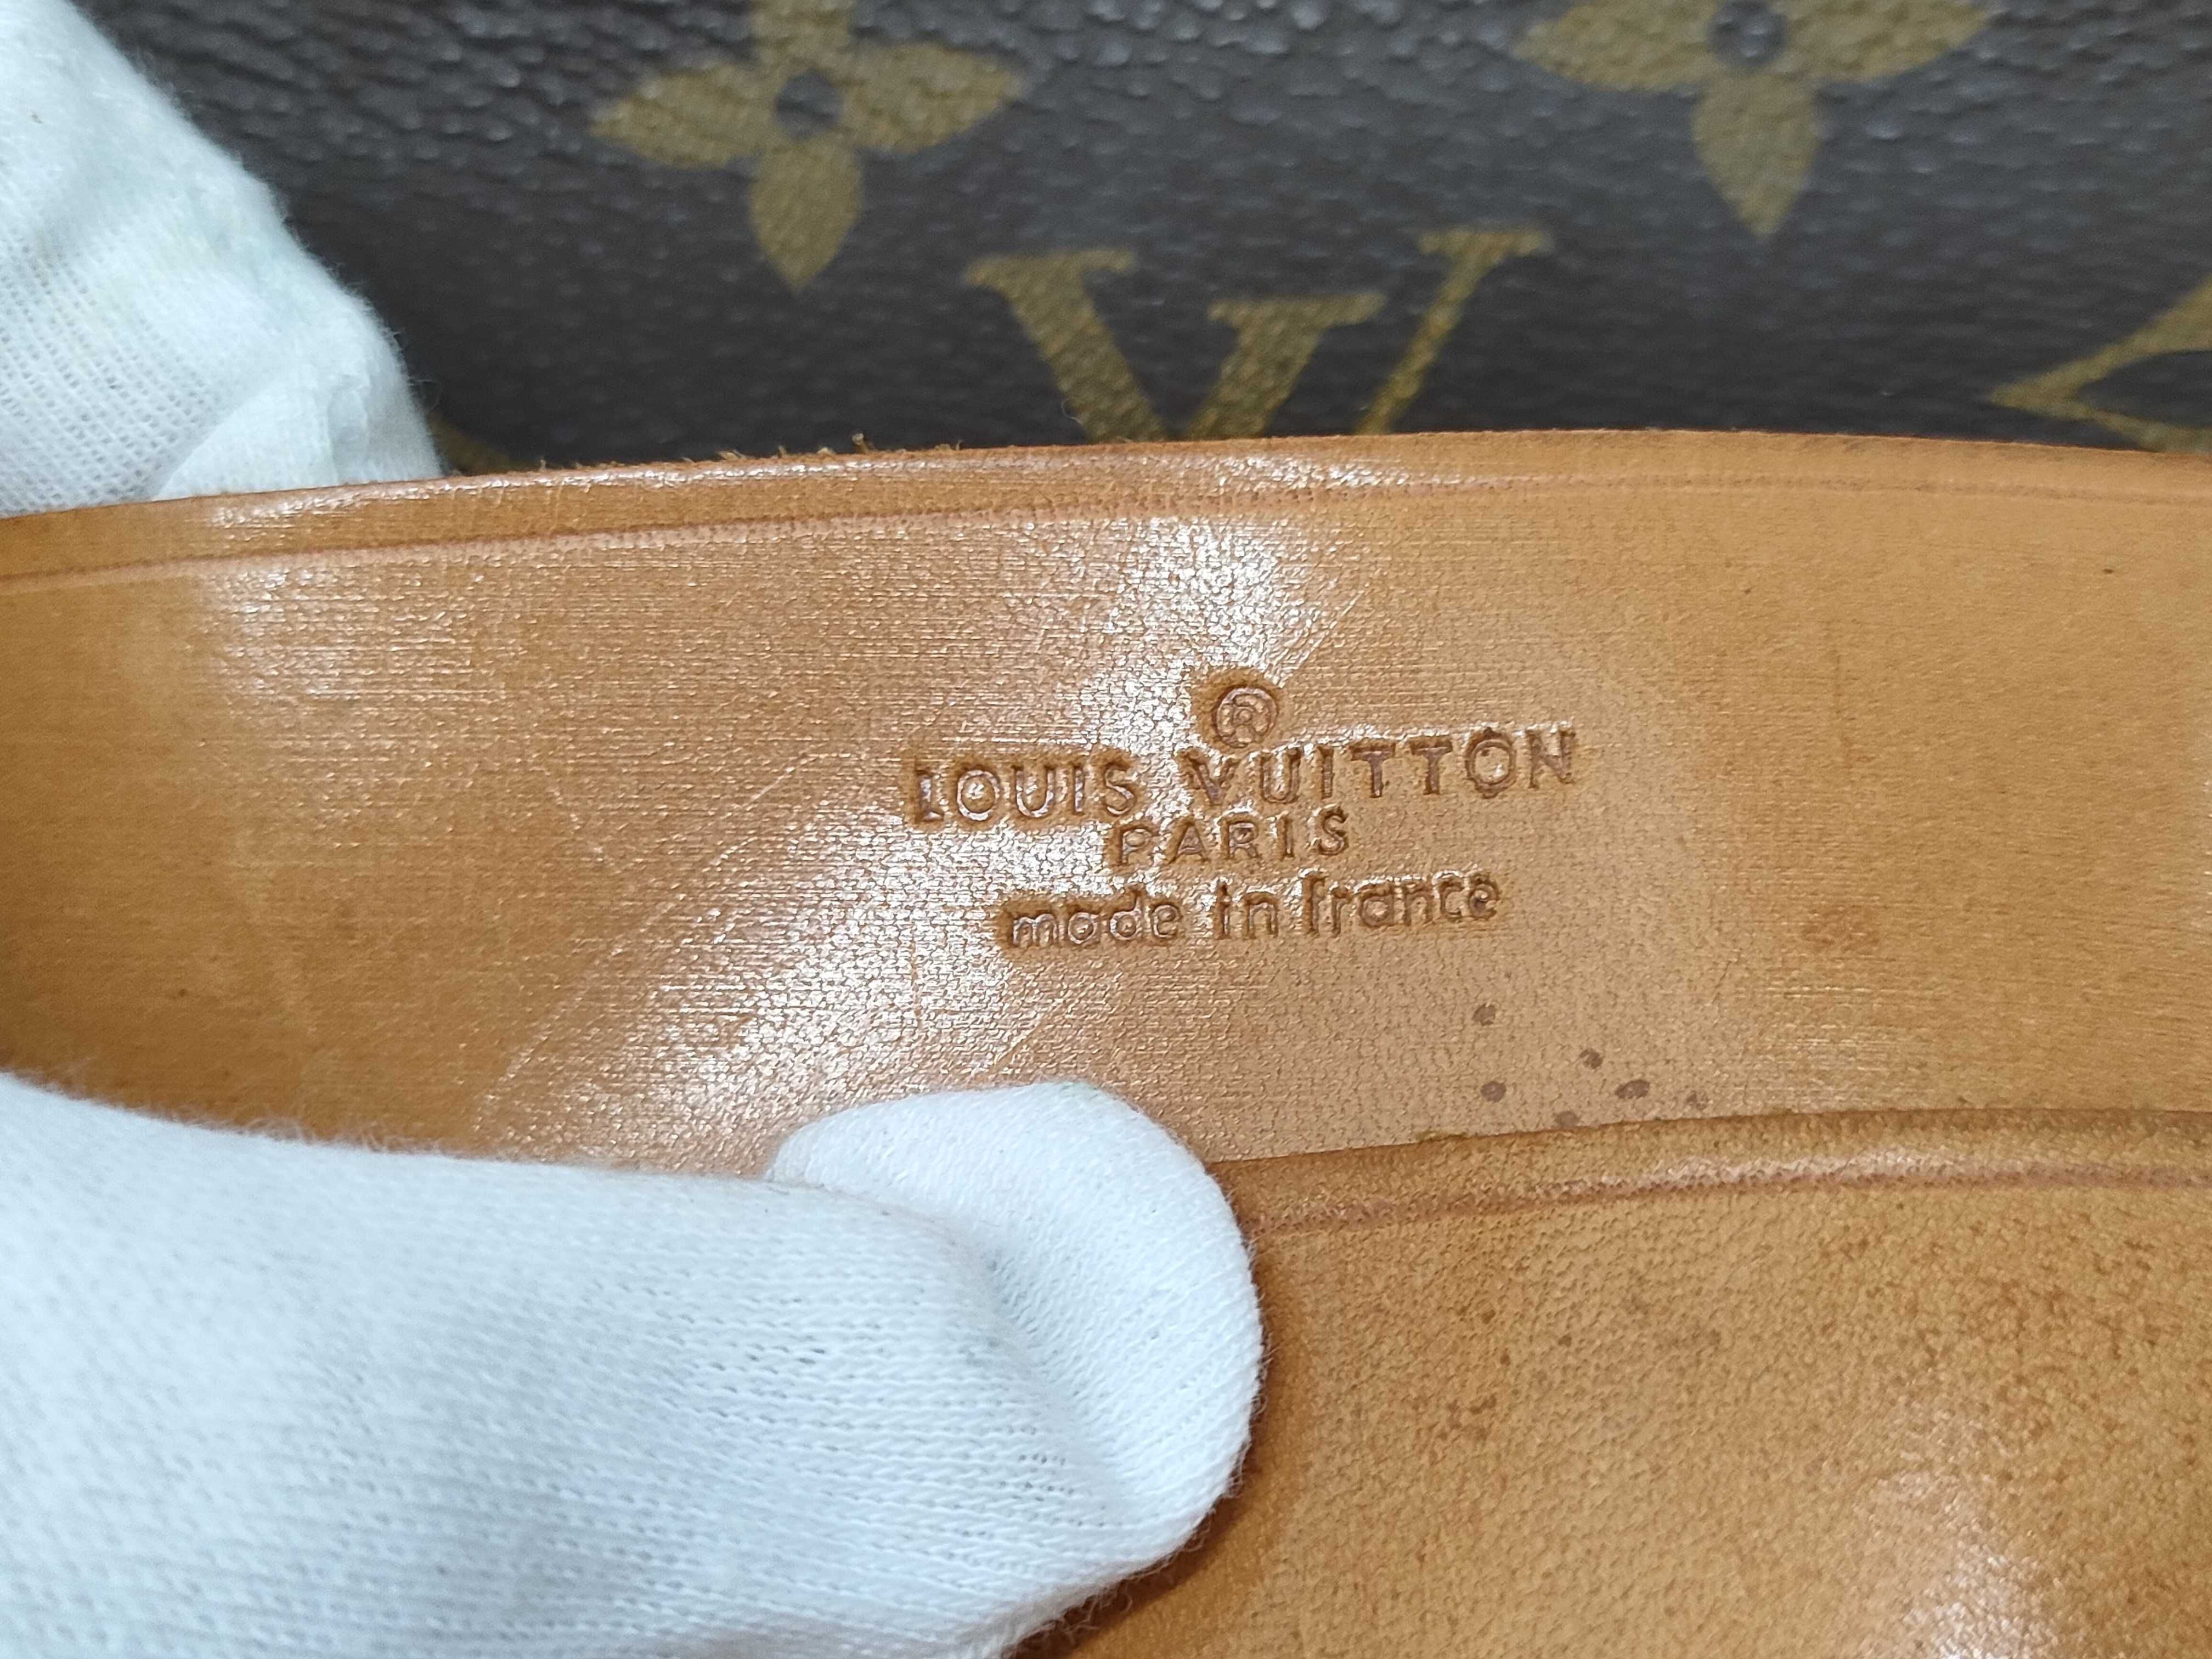 ®
LOUIS VUITTON
PARIS
made in france